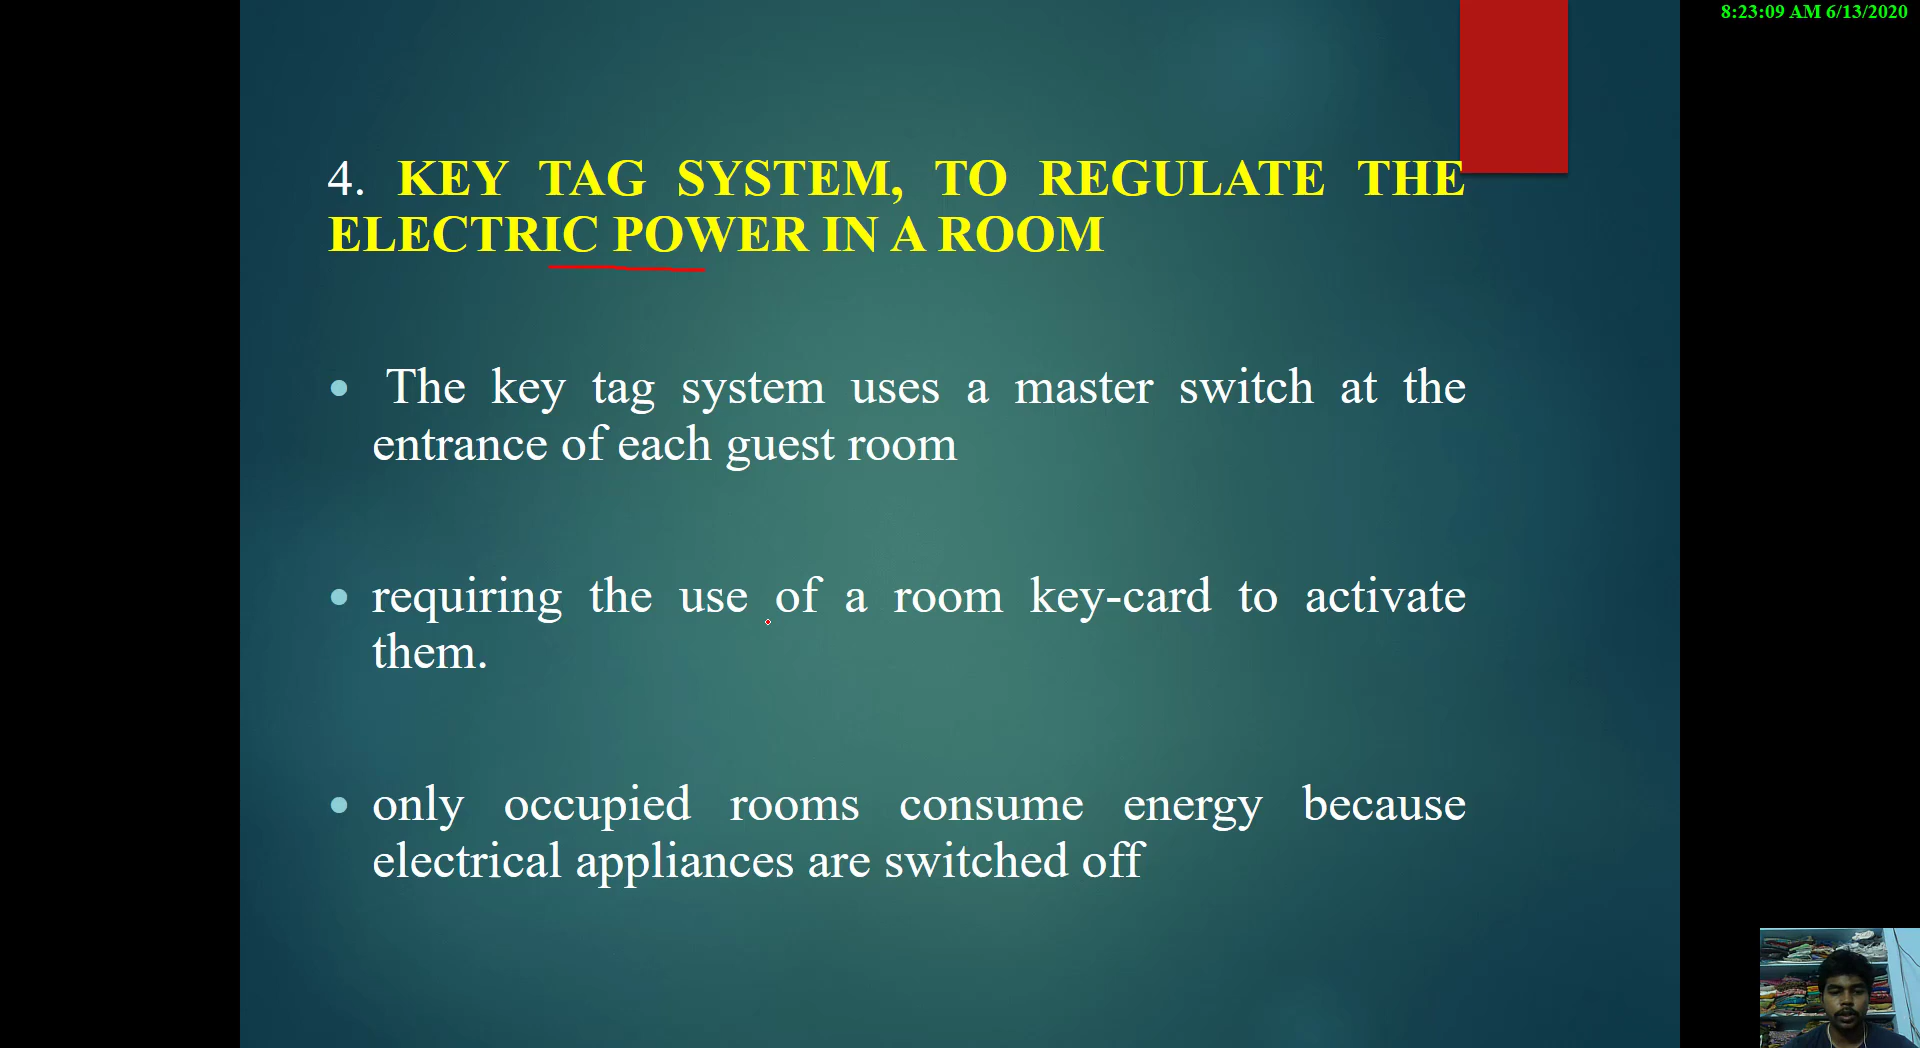 8:23:09 AM 6/13/2020
4. KEY TAG SYSTEM, TO REGULATE THE
ELECTRIC POWER IN A ROOM
• The key tag system uses a master switch at the
entrance of each guest room
• requiring the use of a room key-card to activate
them.
• only occupied rooms consume energy because
electrical appliances are switched off